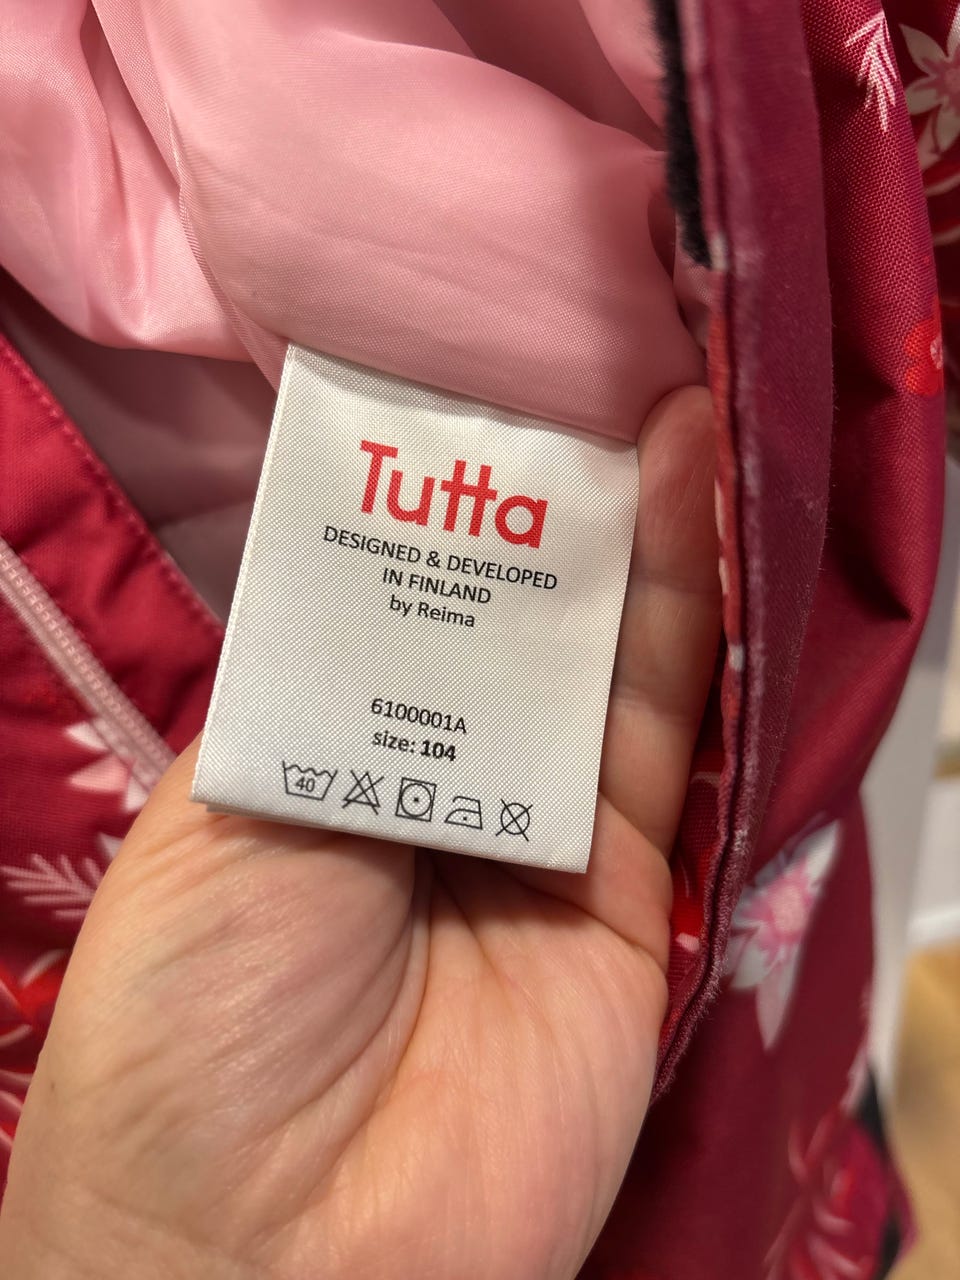 Tutta
DESIGNED & DEVELOPED
IN FINLAND
by Reima
6100001A
size: 104
40